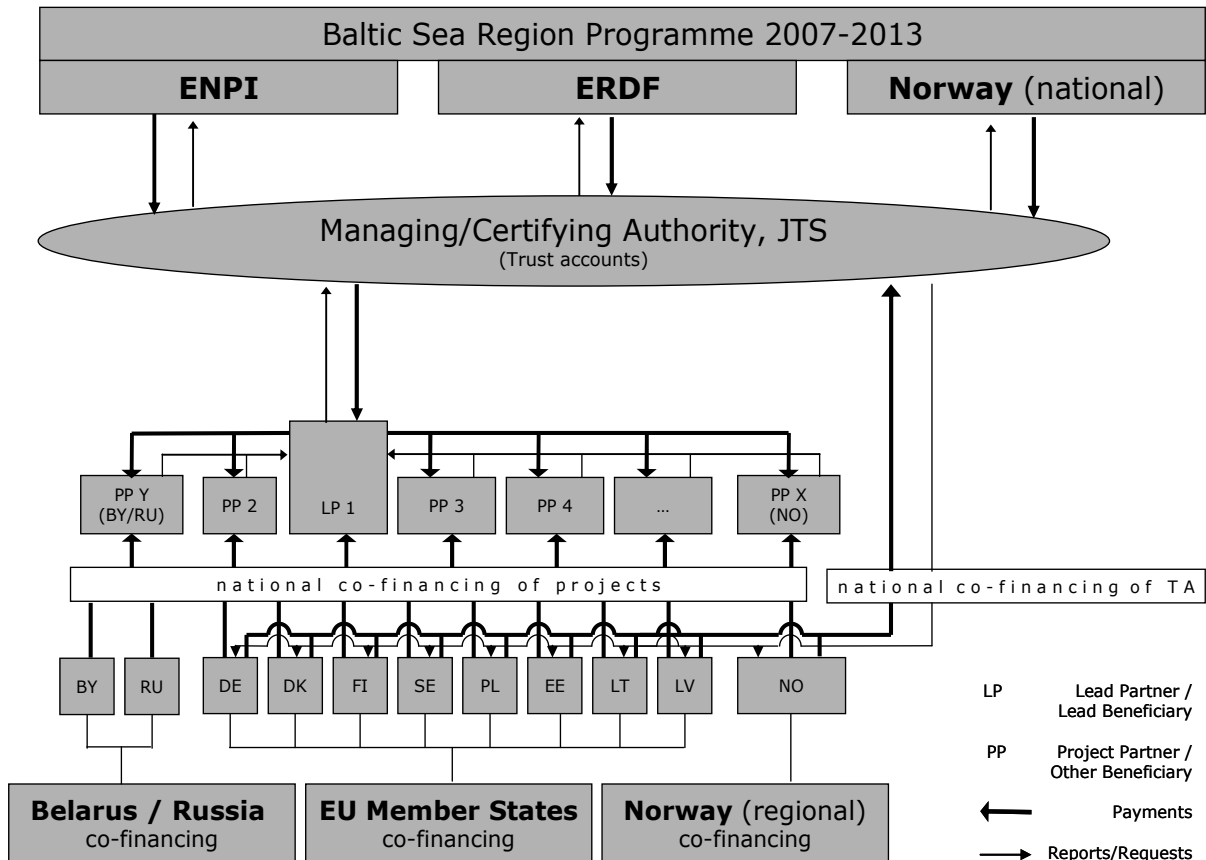 Baltic Sea Region Programme 2007-2013
ENPI
ERDF
Norway (national)
Managing/Certifying Authority, JTS
(Trust accounts)
PP Y
(BY/RU)
PP 2
LP 1
PP 3
PP 4
...
PP X
(NO)
national co-financing of projects
national co-financing of TA
BY
RU
DE
DK
FI
SE
PL
EE
LT
LV
NO
LP
Lead Partner /
Lead Beneficiary
PP
Project Partner /
Other Beneficiary
Payments
Reports/Requests
Belarus / Russia
co-financing
EU Member States
co-financing
Norway (regional)
co-financing